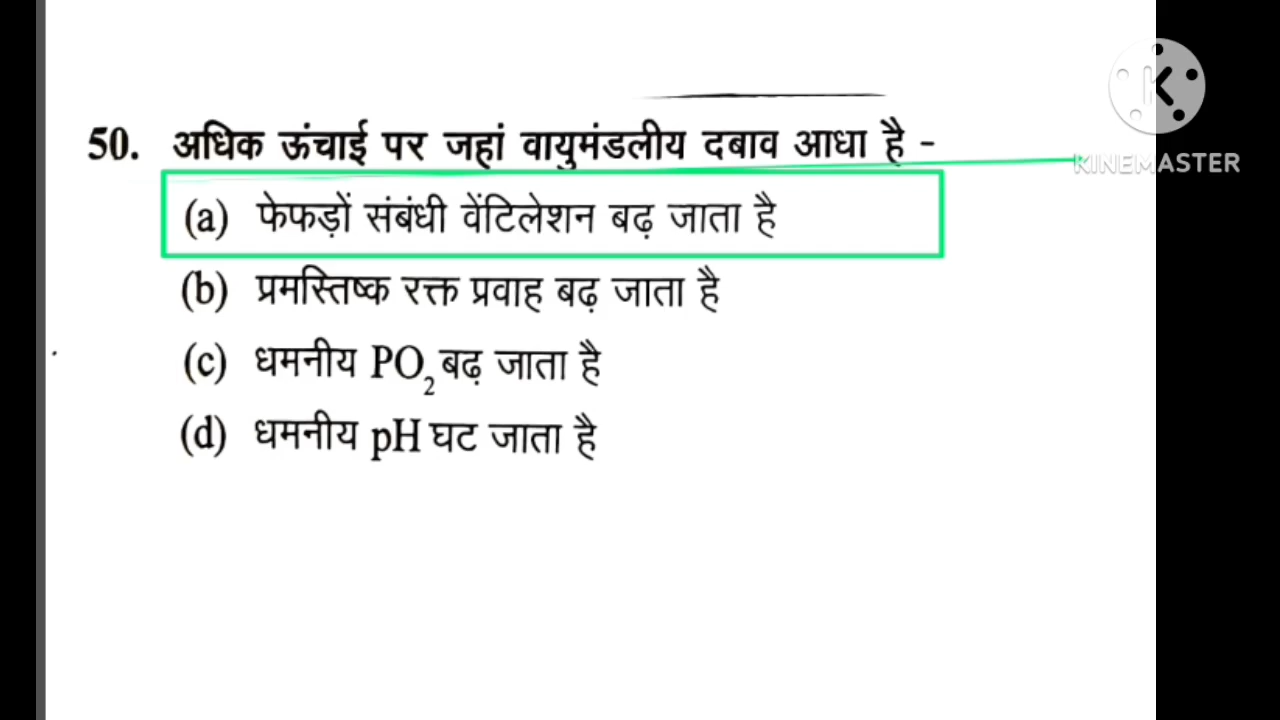 KINEMASTER
50. अधिक ऊंचाई पर जहां वायुमंडलीय दबाव आधा है -
(a) फेफड़ों संबंधी वेंटिलेशन बढ़ जाता है
(b) प्रमस्तिष्क रक्त प्रवाह बढ़ जाता है
(c) धमनीय PO₂ बढ़ जाता है
(d) धमनीय pH घट जाता है